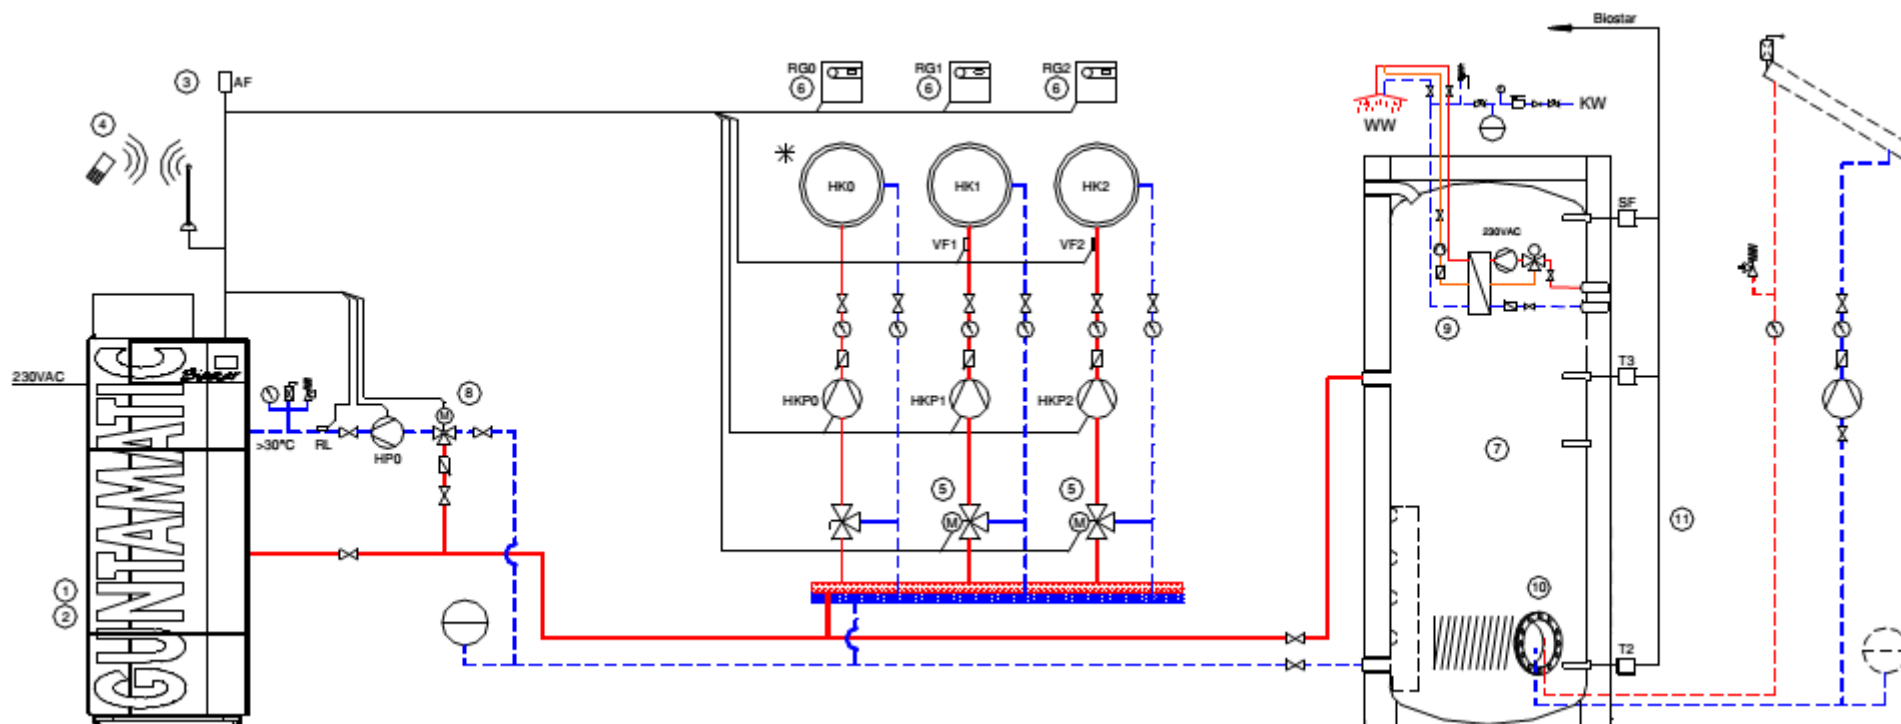 Biostar
3
AF
RG0
6
RG1
6
RG2
6
4
WW
KW
HK0
HK1
HK2
SF
VF1
VF2
230VAC
9
230VAC
GUNTAMATIC
8
T3
HKP0
HKP1
HKP2
M
>30°C
RL
HP0
7
5
5
M
M
11
1
2
10
T2